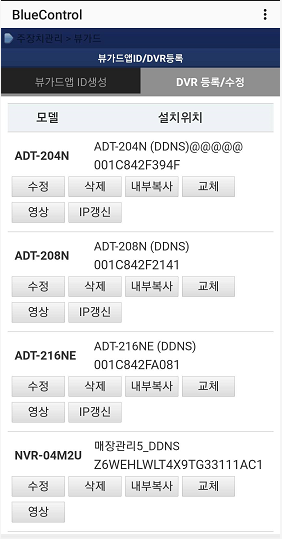 BlueControl
주장치관리 > 뷰가드
뷰가드앱ID/DVR등록
뷰가드앱 ID생성 DVR 등록/수정
모델 설치위치
ADT-204N ADT-204N (DDNS)@@@@@
001C842F394F
수정 삭제 내부복사 교체
영상 IP갱신
ADT-208N ADT-208N (DDNS)
001C842F2141
수정 삭제 내부복사 교체
영상 IP갱신
ADT-216NE ADT-216NE (DDNS)
001C842FA081
수정 삭제 내부복사 교체
영상 IP갱신
NVR-04M2U 매장관리5_DDNS
Z6WEHLWLT4X9TG33111AC1
수정 삭제 내부복사 교체
영상